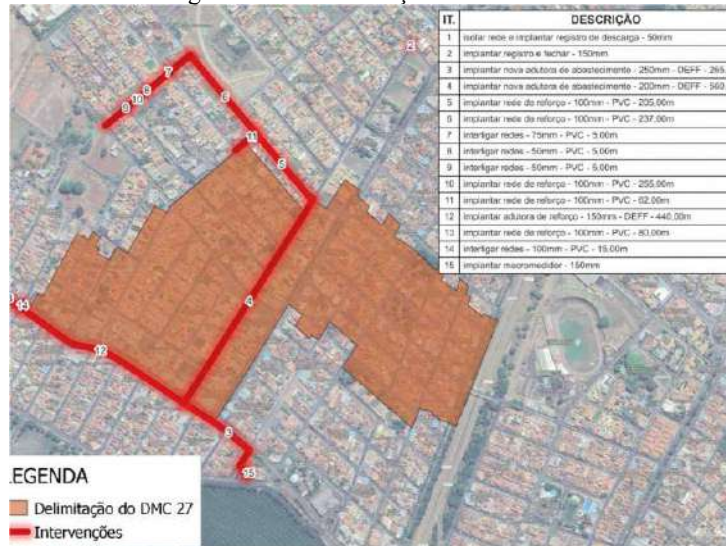 IT. DESCRIÇÃO
1 isolar rede e implantar registro de descarga - 50mm
2 implantar registro e fechar - 150mm
3 implantar nova adutora de abastecimento - 250mm - DEFF - 265,
4 implantar nova adutora de abastecimento - 200mm - DEFF - 560
5 implantar rede de reforço - 100mm - PVC - 205,00m
6 implantar rede de reforço - 100mm - PVC - 237,00m
7 interligar redes - 75mm - PVC - 5,00m
8 interligar redes - 50mm - PVC - 5,00m
9 interligar redes - 50mm - PVC - 5,00m
10 implantar rede de reforço - 100mm - PVC - 255,00m
11 implantar rede de reforço - 100mm - PVC - 62,00m
12 implantar adutora de reforço - 150mm - DEFF - 440,00m
13 implantar rede de reforço - 100mm - PVC - 80,00m
14 interligar redes - 100mm - PVC - 15,00m
15 implantar macromedidor - 150mm
2
7
8
10
9
6
11
5
4
14
12
3
15
LEGENDA
Delimitação do DMC 27
Intervenções